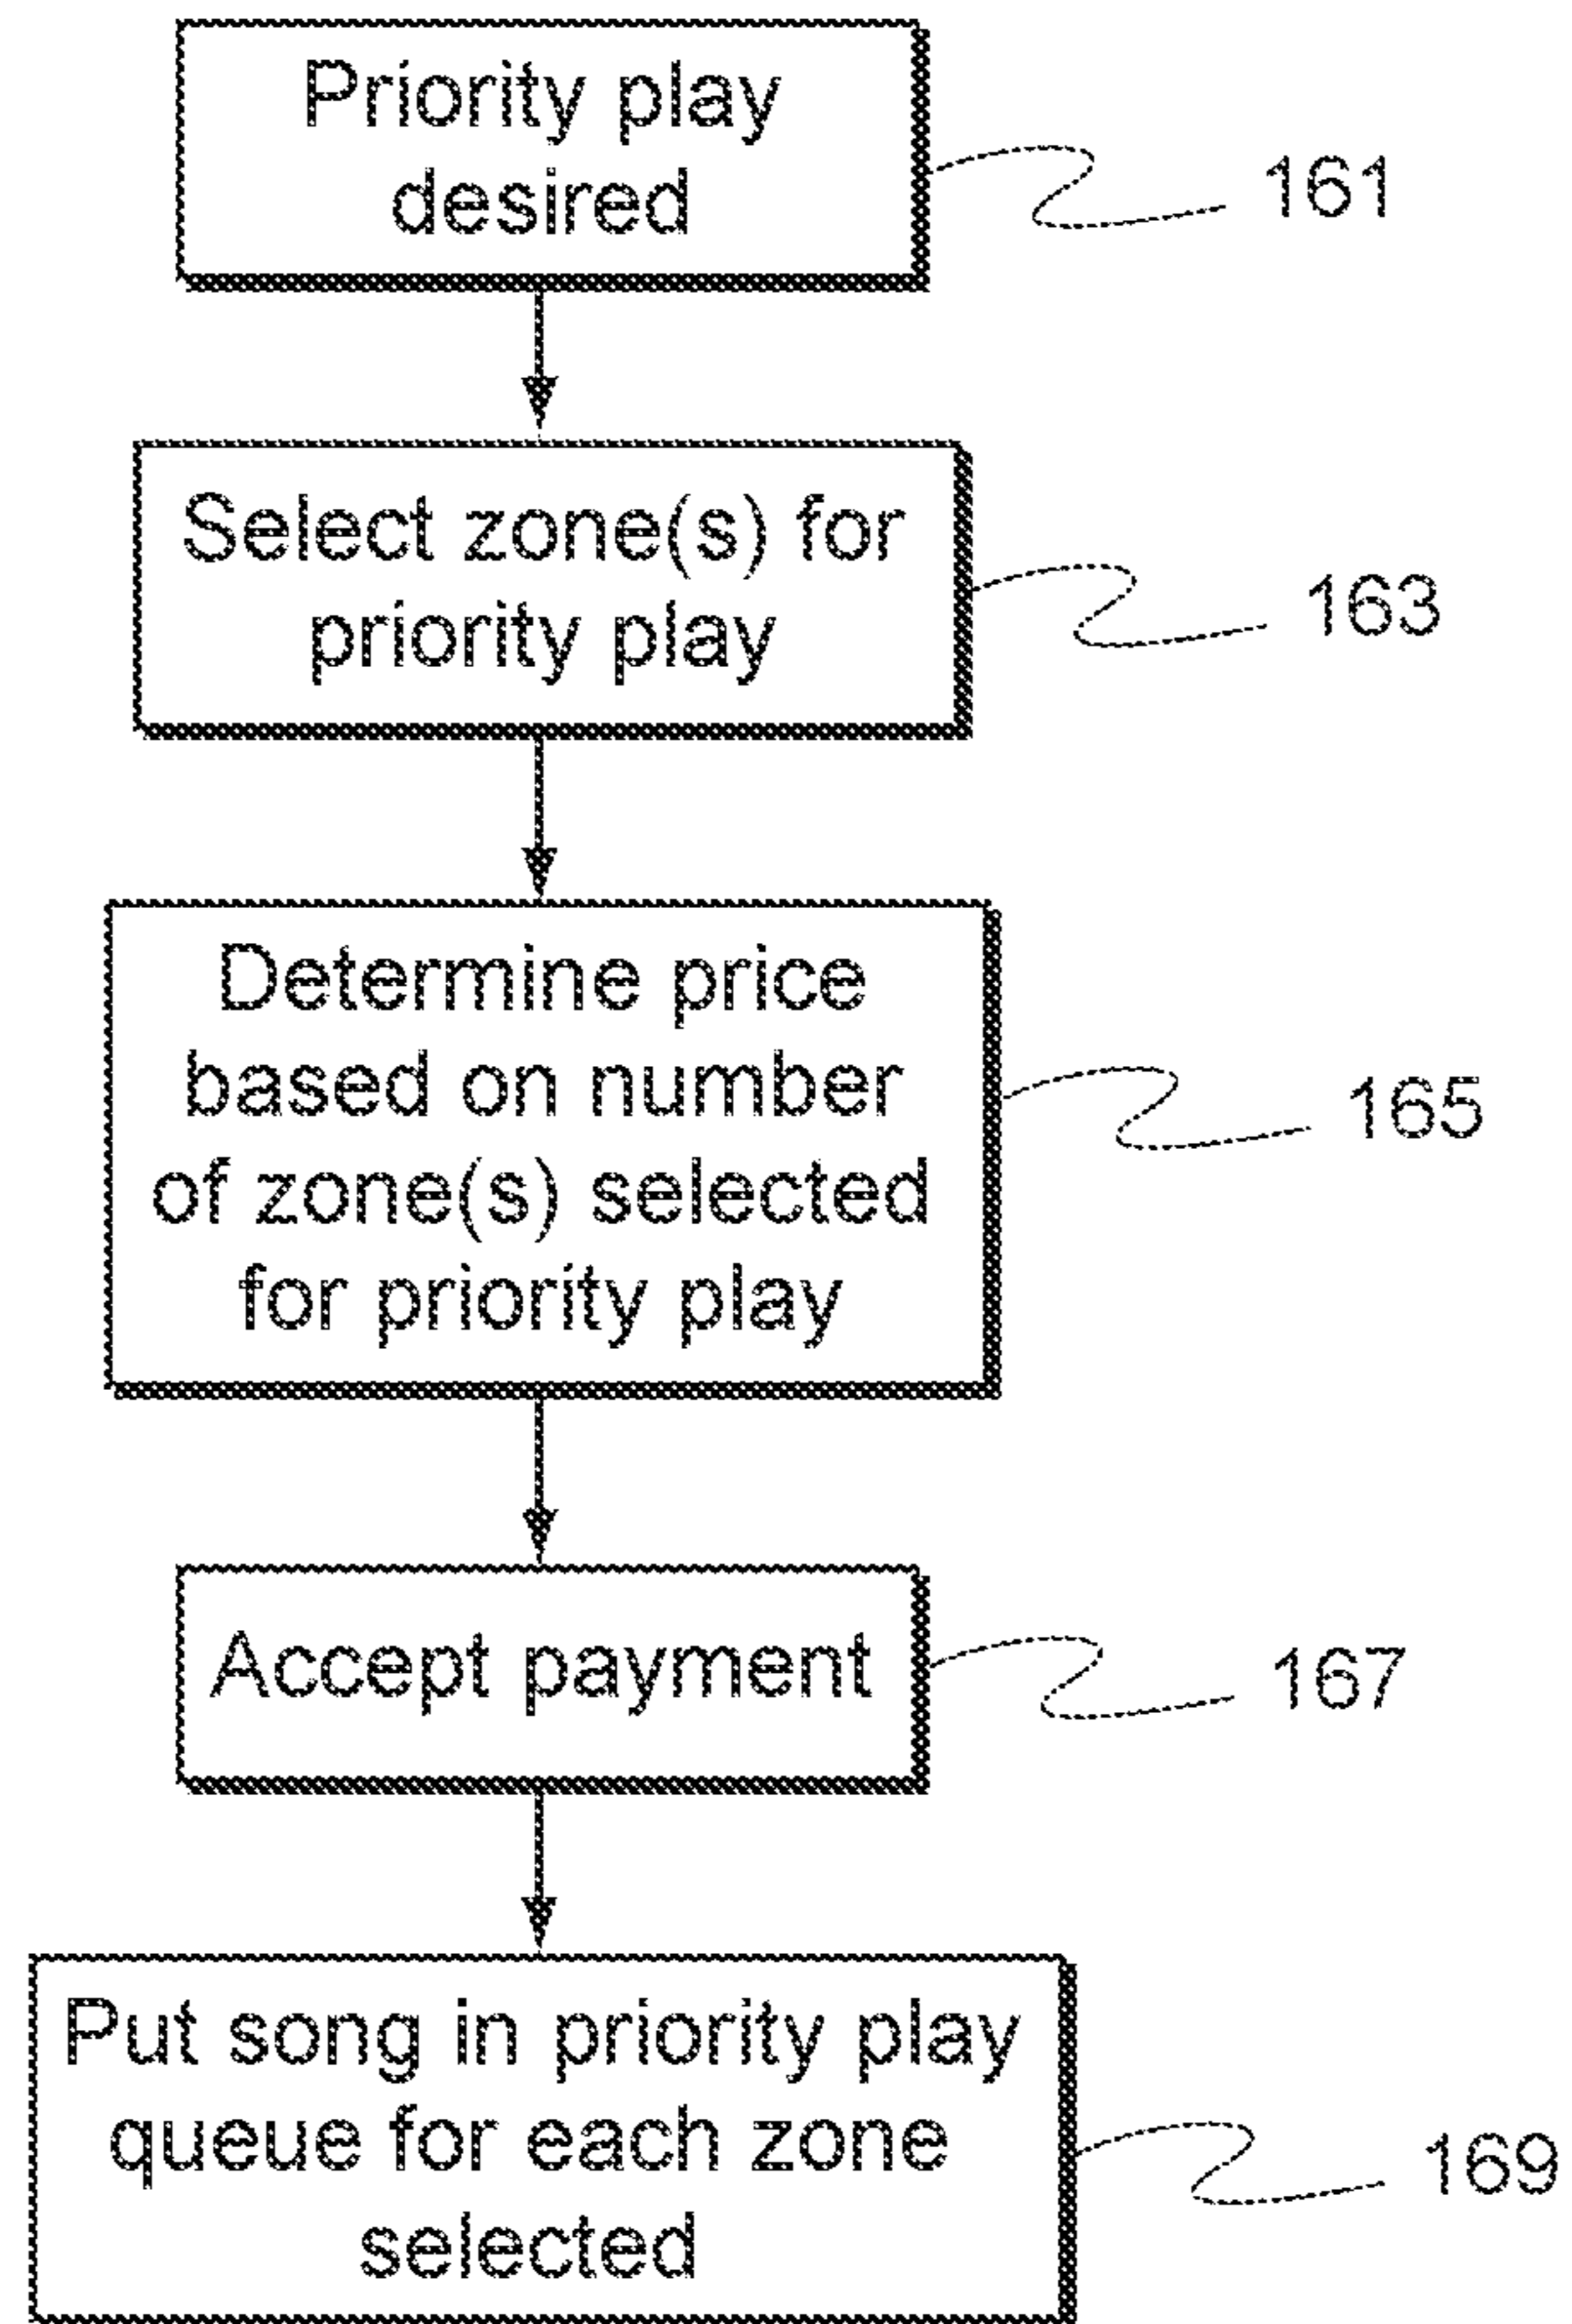 Priority play
desired
161
Select zone(s) for
priority play
163
Determine price
based on number
of zone(s) selected
for priority play
165
Accept payment
167
Put song in priority play
queue for each zone
selected
169